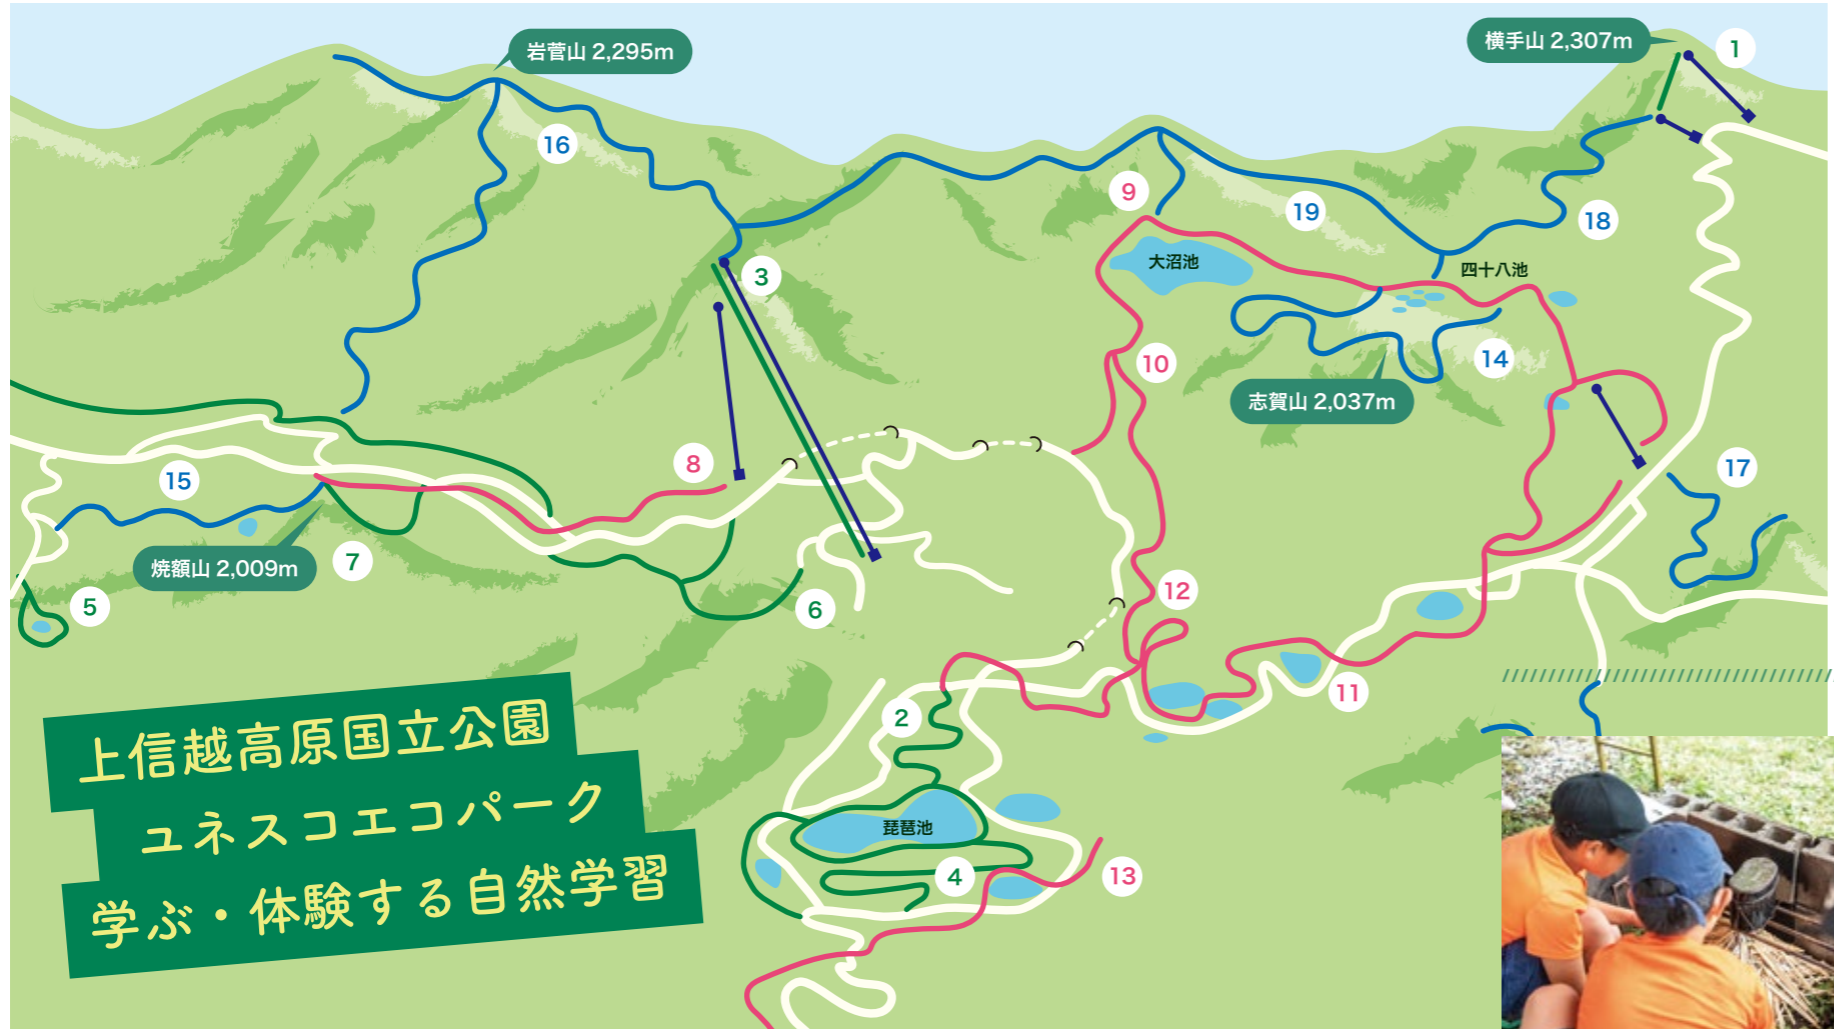 岩菅山 2,295m
横手山 2,307m
1
16
9
19
18
3
大沼池
四十八池
10
14
志賀山 2,037m
8
15
17
焼額山 2,009m
7
5
6
12
11
2
上信越高原国立公園
ユネスコエコパーク
学ぶ・体験する自然学習
琵琶池
4
13